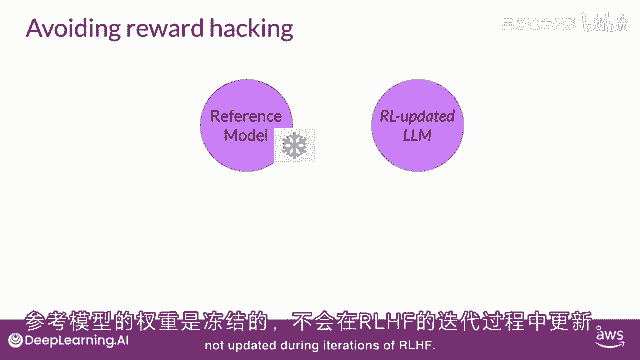 Avoiding reward hacking
Reference
Model
RL-updated
LLM
参考模型的权重是冻结的，不会在RLHF的迭代过程中更新。
DeepLearning.AI
not updated during iterations of RLHF.
aws